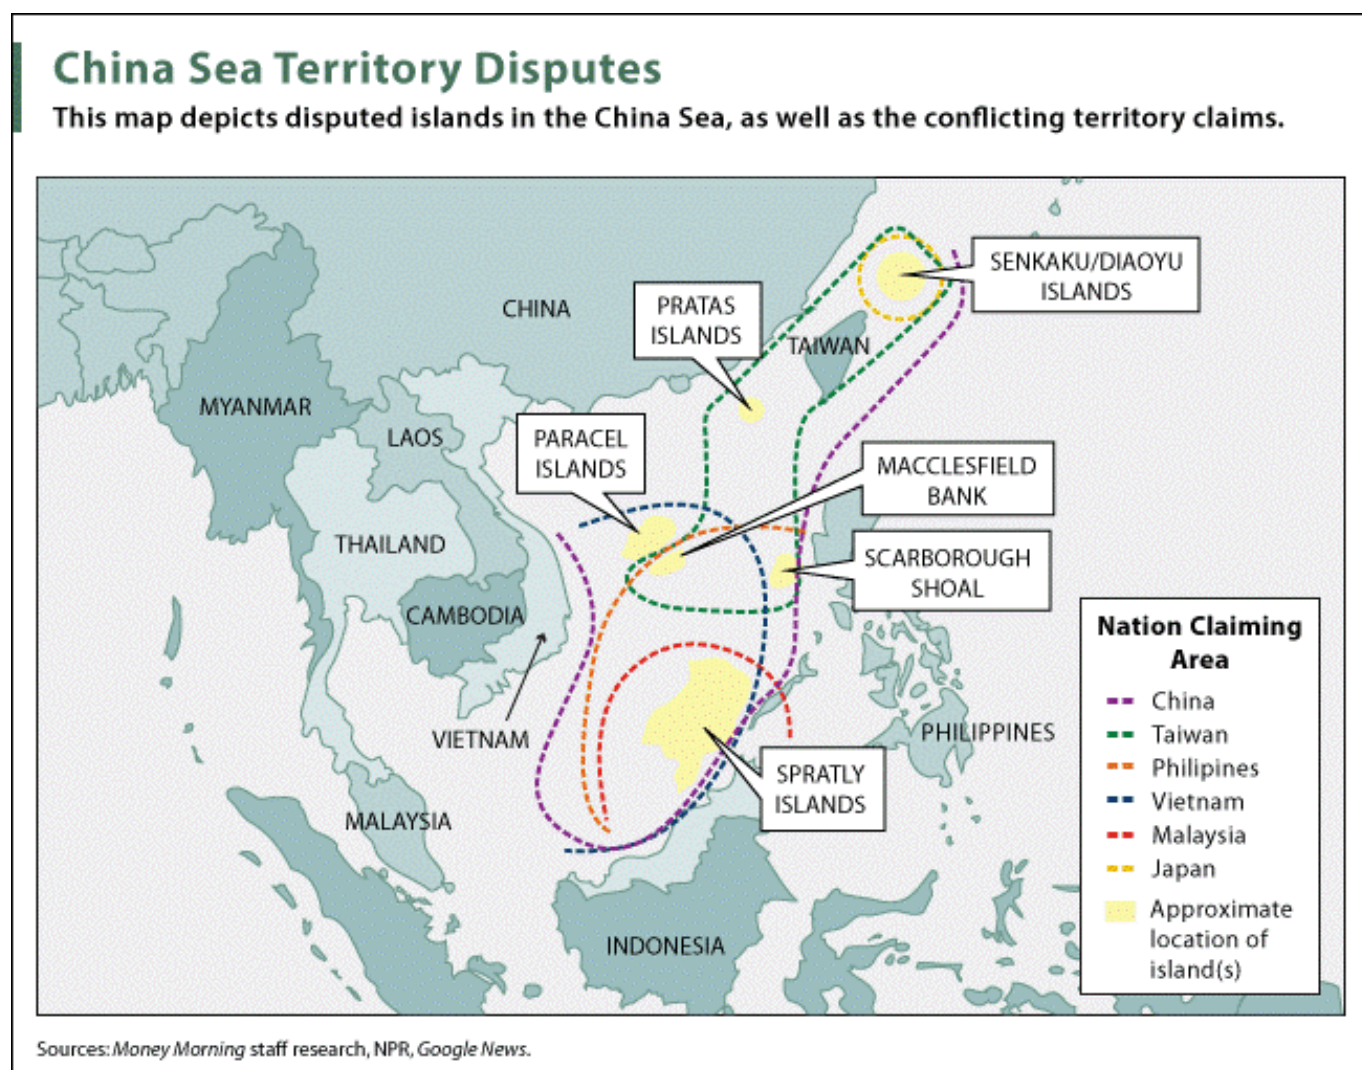 China Sea Territory Disputes
This map depicts disputed islands in the China Sea, as well as the conflicting territory claims.
SENKAKU/DIAOYU
ISLANDS
CHINA
PRATAS
ISLANDS
TAIWAN
MYANMAR
LAOS
PARACEL
ISLANDS
MACCLESFIELD
BANK
THAILAND
SCARBOROUGH
SHOAL
CAMBODIA
VIETNAM
PHILIPPINES
SPRATLY
ISLANDS
MALAYSIA
INDONESIA
Nation Claiming
Area
China
Taiwan
Philipines
Vietnam
Malaysia
Japan
Approximate
location of
island(s)
Sources: Money Morning staff research, NPR, Google News.